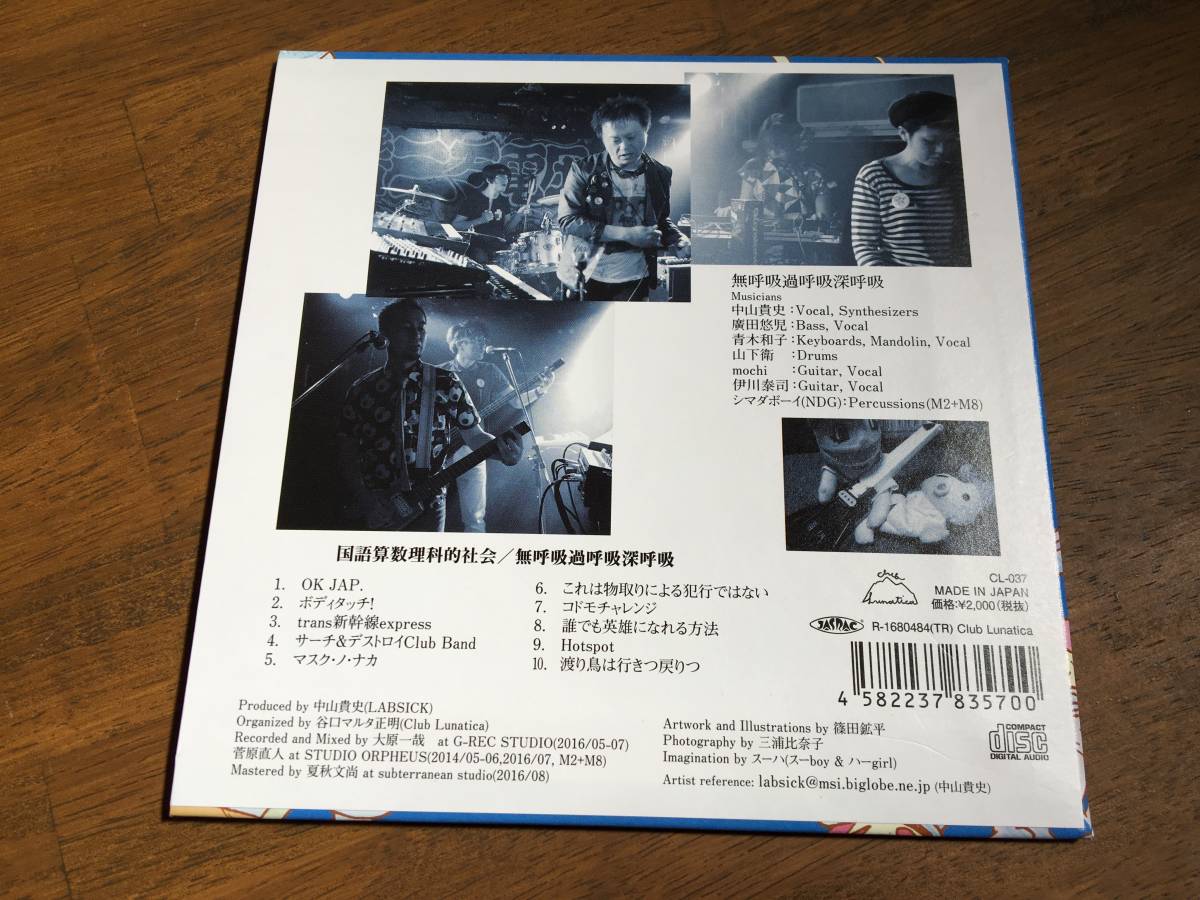 無呼吸過呼吸深呼吸
Musicians
中山貴史:Vocal, Synthesizers
廣田悠児:Bass, Vocal
青木和子:Keyboards, Mandolin, Vocal
山下衛 :Drums
mochi :Guitar, Vocal
伊川泰司:Guitar, Vocal
シマダボーイ(NDG):Percussions(M2+M8)
国語算数理科的社会/無呼吸過呼吸深呼吸
1. OK JAP.
2. ボディタッチ!
3. trans新幹線express
4. サーチ&デストロイClub Band
5. マスク・ノ・ナカ
6. これは物取りによる犯行ではない
7. コドモチャレンジ
8. 誰でも英雄になれる方法
9. Hotspot
10. 渡り鳥は行きつ戻りつ
club Lunatica
CL-037
MADE IN JAPAN
価格:¥2,000(税抜)
JASRAC
R-1680484(TR) Club Lunatica
4 582237 835700
Produced by 中山貴史(LABSICK)
Organized by 谷口マルタ正明(Club Lunatica)
Recorded and Mixed by 大原一哉 at G-REC STUDIO(2016/05-07)
菅原直人 at STUDIO ORPHEUS(2014/05-06,2016/07, M2+M8)
Mastered by 夏秋文尚 at subterranean studio(2016/08)
Artwork and Illustrations by 篠田鉱平
Photography by 三浦比奈子
Imagination by スーハ(スーboy & ハーgirl)
Artist reference: labsick@msi.biglobe.ne.jp (中山貴史)
COMPACT
disc
DIGITAL AUDIO